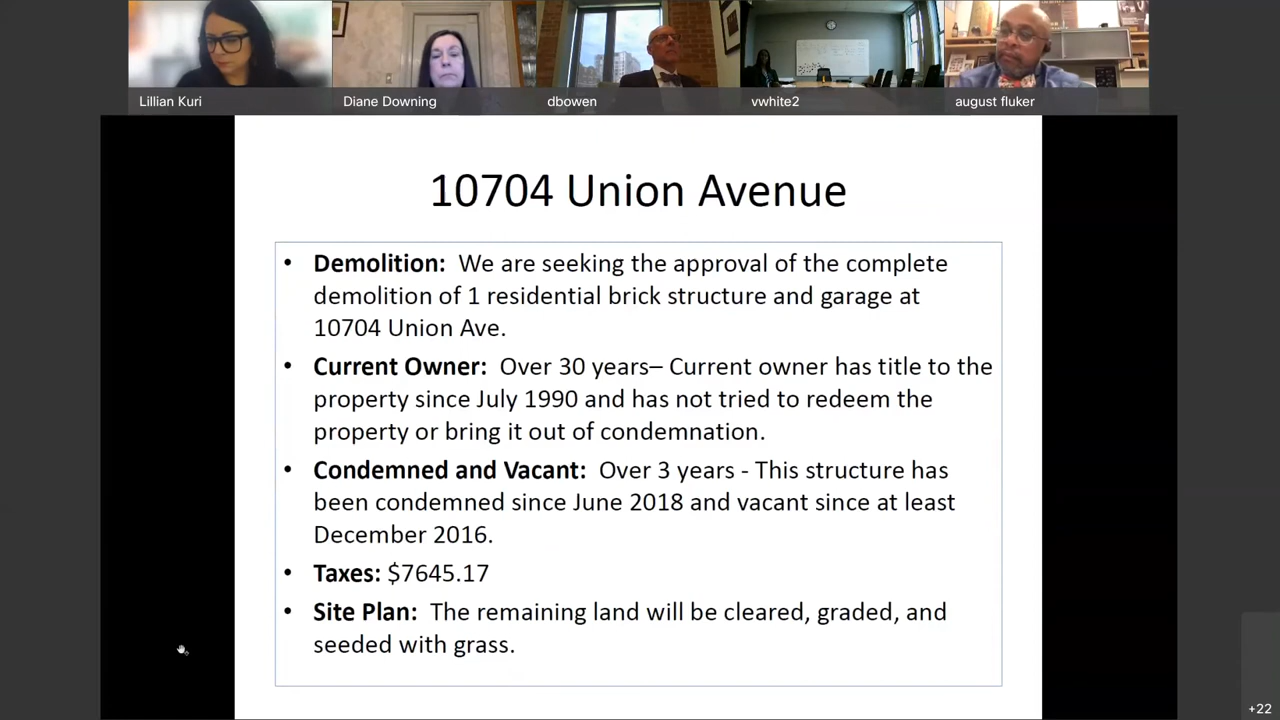 Lillian Kuri
Diane Downing
dbowen
vwhite2
august fluker
10704 Union Avenue
• Demolition: We are seeking the approval of the complete
demolition of 1 residential brick structure and garage at
10704 Union Ave.
• Current Owner: Over 30 years– Current owner has title to the
property since July 1990 and has not tried to redeem the
property or bring it out of condemnation.
• Condemned and Vacant: Over 3 years - This structure has
been condemned since June 2018 and vacant since at least
December 2016.
• Taxes: $7645.17
• Site Plan: The remaining land will be cleared, graded, and
seeded with grass.
+22